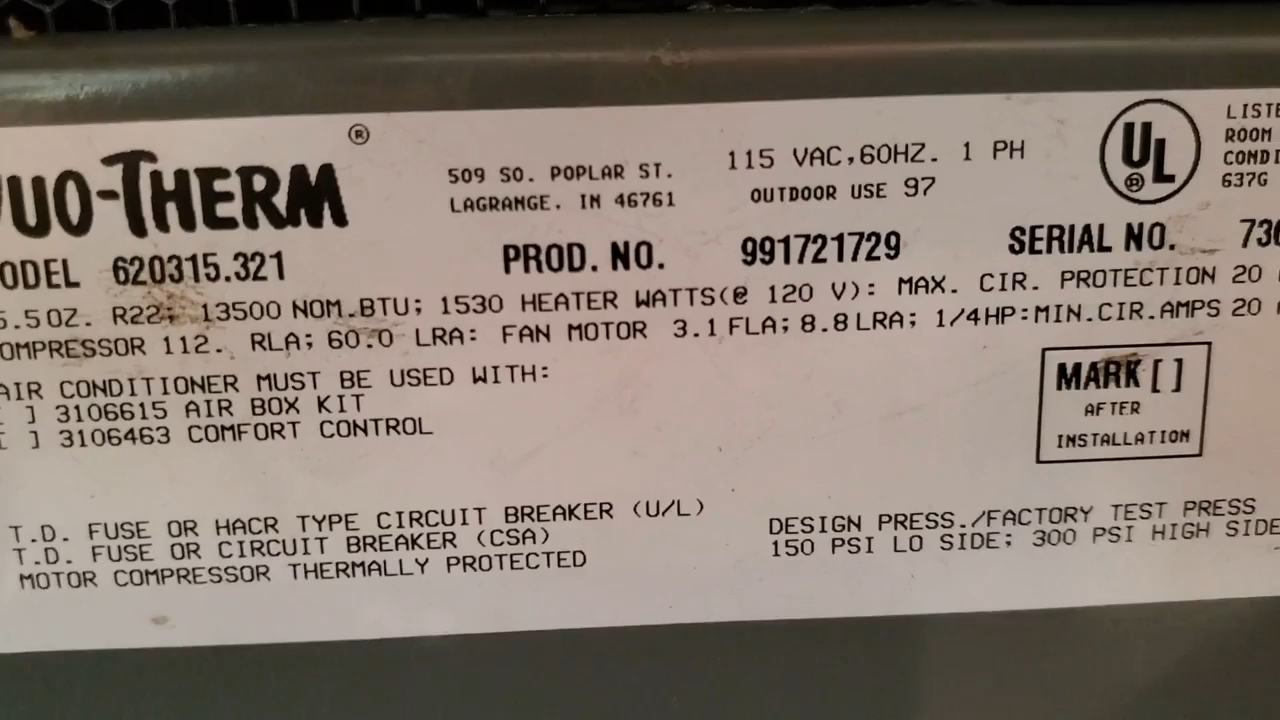 UO-THERM ®
509 SO. POPLAR ST.
LAGRANGE, IN 46761
115 VAC,60HZ. 1 PH
OUTDOOR USE 97
UL ®
LISTE
ROOM
CONDI
637G
ODEL 620315.321
PROD. NO. 991721729
SERIAL NO. 730
5.5OZ. R22; 13500 NOM.BTU; 1530 HEATER WATTS(@ 120 V): MAX. CIR. PROTECTION 20
OMPRESSOR 112. RLA; 60.0 LRA: FAN MOTOR 3.1 FLA; 8.8 LRA; 1/4HP:MIN.CIR.AMPS 20
AIR CONDITIONER MUST BE USED WITH:
[ ] 3106615 AIR BOX KIT
[ ] 3106463 COMFORT CONTROL
MARK [ ]
AFTER
INSTALLATION
T.D. FUSE OR HACR TYPE CIRCUIT BREAKER (U/L)
T.D. FUSE OR CIRCUIT BREAKER (CSA)
MOTOR COMPRESSOR THERMALLY PROTECTED
DESIGN PRESS./FACTORY TEST PRESS
150 PSI LO SIDE; 300 PSI HIGH SIDE